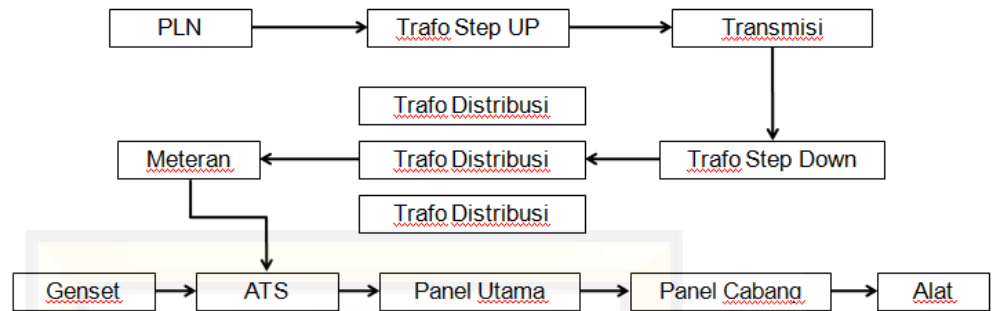 PLN
Trafo Step UP
Transmisi
Trafo Distribusi
Meteran
Trafo Distribusi
Trafo Step Down
Trafo Distribusi
Genset
ATS
Panel Utama
Panel Cabang
Alat